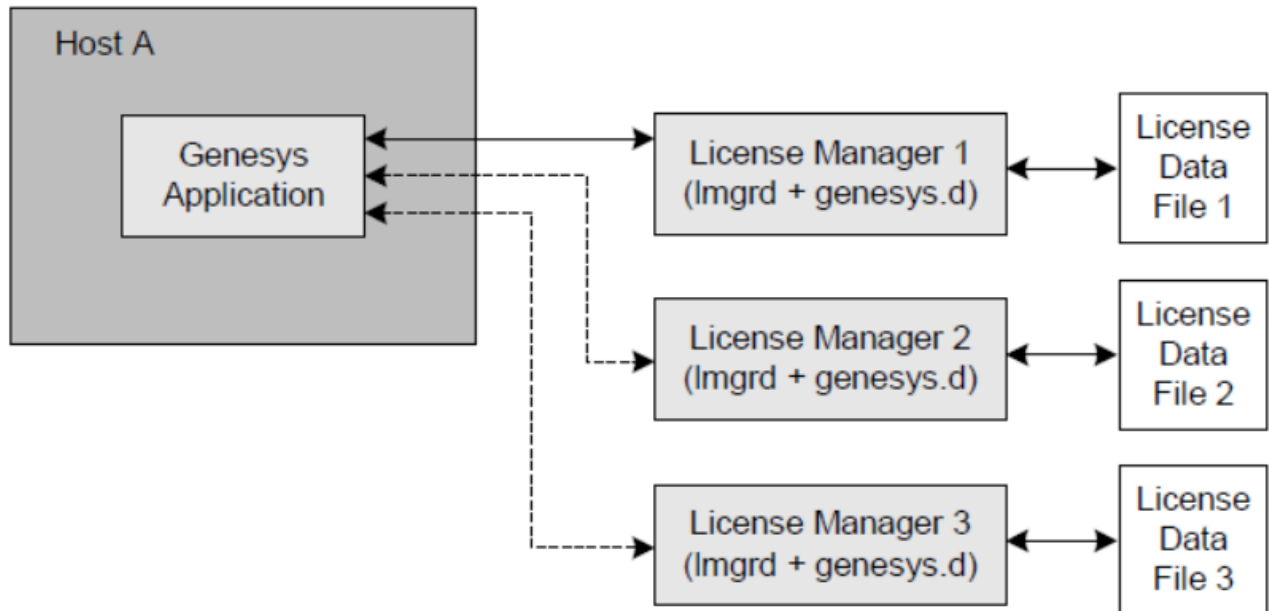 Host A
Genesys
Application
License Manager 1
(lmgrd + genesys.d)
License
Data
File 1
License Manager 2
(lmgrd + genesys.d)
License
Data
File 2
License Manager 3
(lmgrd + genesys.d)
License
Data
File 3